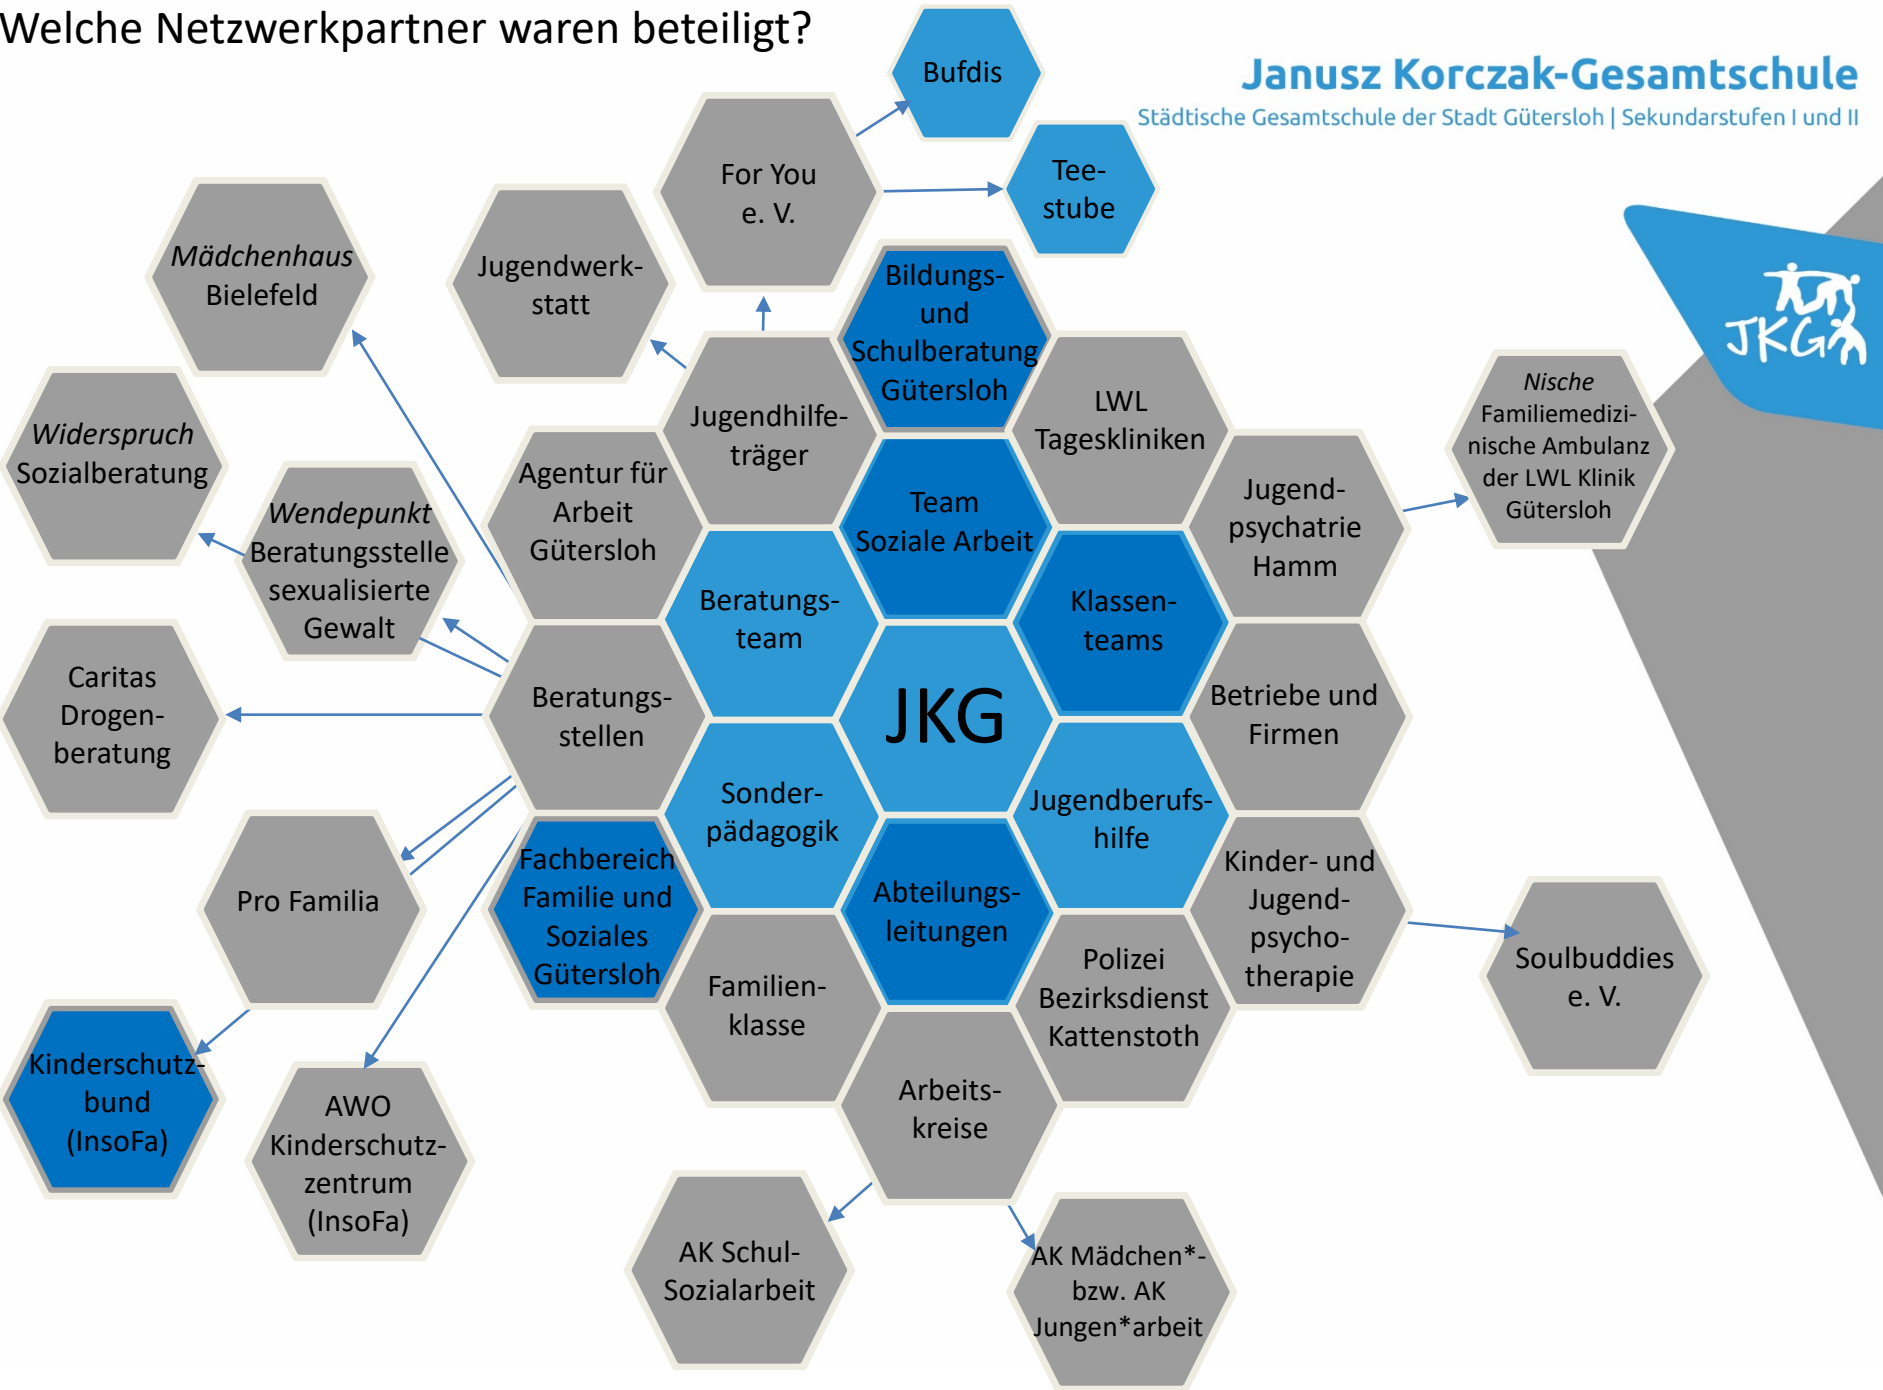 Welche Netzwerkpartner waren beteiligt?
Janusz Korczak-Gesamtschule
Städtische Gesamtschule der Stadt Gütersloh | Sekundarstufen I und II
JKG
Bufdis
Tee-
stube
For You
e. V.
Mädchenhaus
Bielefeld
Jugendwerk-
statt
Bildungs-
und
Schulberatung
Gütersloh
Widerspruch
Sozialberatung
Jugendhilfe-
träger
LWL
Tageskliniken
Nische
Familiemedizi-
nische Ambulanz
der LWL Klinik
Gütersloh
Wendepunkt
Beratungsstelle
sexualisierte
Gewalt
Agentur für
Arbeit
Gütersloh
Team
Soziale Arbeit
Jugend-
psychatrie
Hamm
Beratungs-
team
Klassen-
teams
Caritas
Drogen-
beratung
Beratungs-
stellen
JKG
Betriebe und
Firmen
Sonder-
pädagogik
Jugendberufs-
hilfe
Pro Familia
Fachbereich
Familie und
Soziales
Gütersloh
Abteilungs-
leitungen
Kinder- und
Jugend-
psycho-
therapie
Soulbuddies
e. V.
Familien-
klasse
Polizei
Bezirksdienst
Kattenstoth
Kinderschutz-
bund
(InsoFa)
AWO
Kinderschutz-
zentrum
(InsoFa)
Arbeits-
kreise
AK Schul-
Sozialarbeit
AK Mädchen*-
bzw. AK
Jungen*arbeit